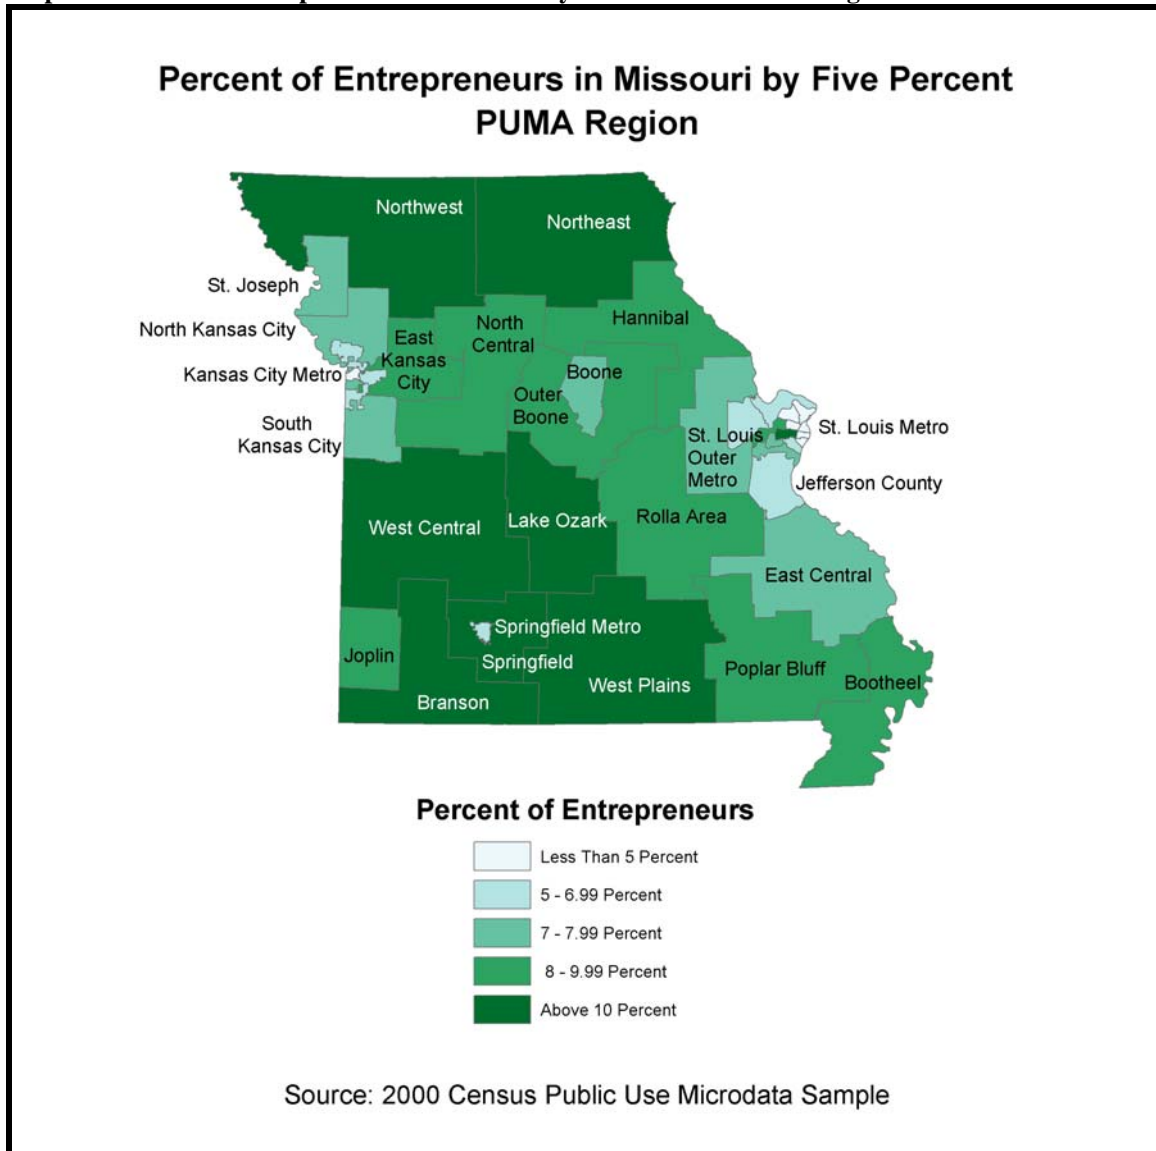 Percent of Entrepreneurs in Missouri by Five Percent
PUMA Region
Northwest
Northeast
St. Joseph
North Kansas City
Kansas City Metro
South
Kansas City
East
Kansas
City
North
Central
Hannibal
Boone
Outer
Boone
St. Louis
Outer
Metro
St. Louis Metro
Jefferson County
West Central
Lake Ozark
Rolla Area
East Central
Joplin
Springfield Metro
Springfield
Branson
West Plains
Poplar Bluff
Bootheel
Percent of Entrepreneurs
Less Than 5 Percent
5 - 6.99 Percent
7 - 7.99 Percent
8 - 9.99 Percent
Above 10 Percent
Source: 2000 Census Public Use Microdata Sample